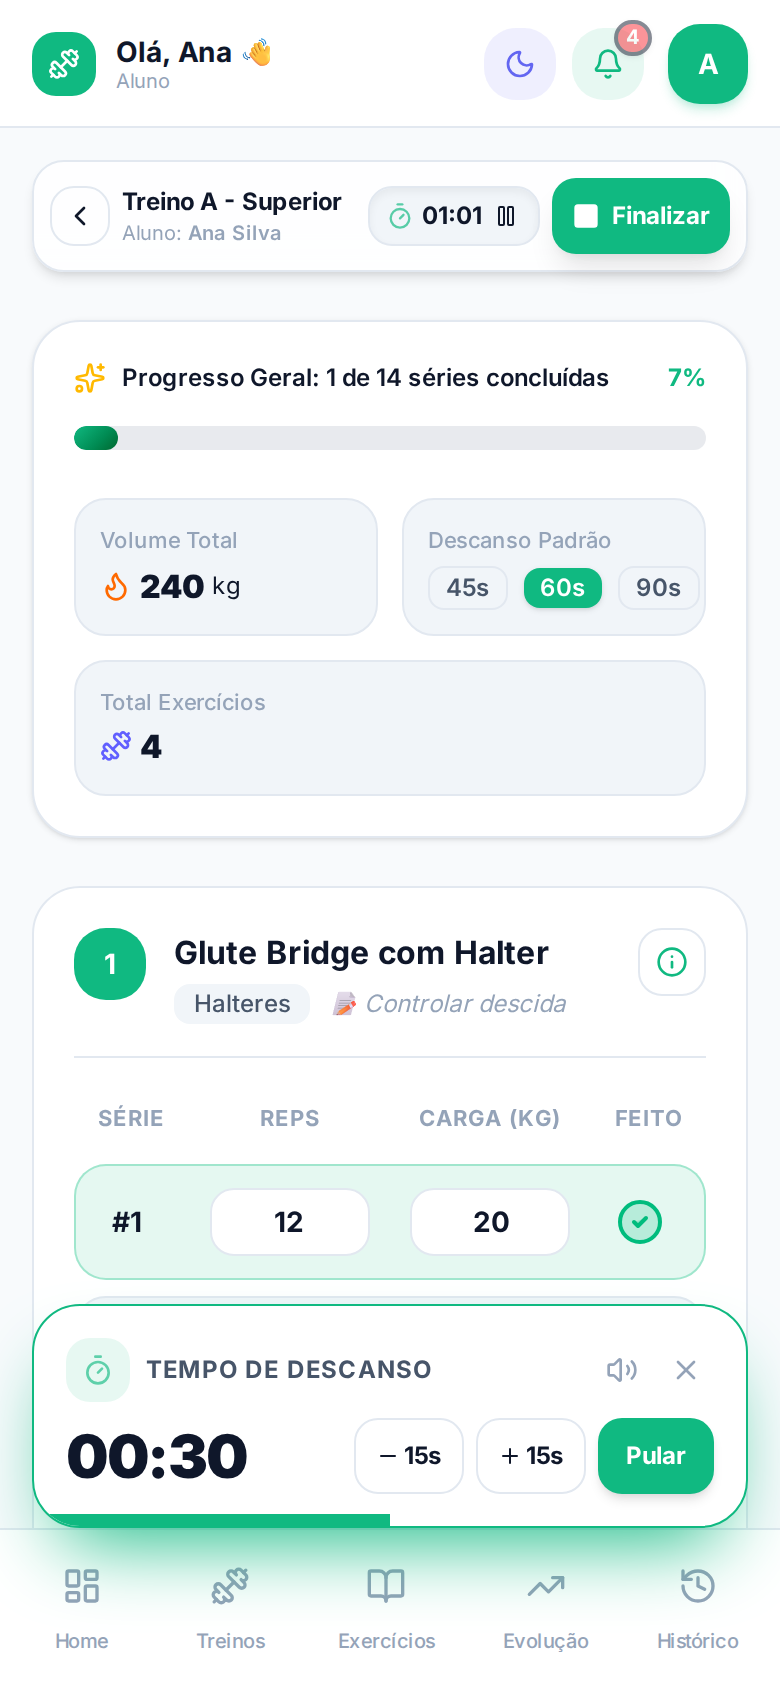 Olá, Ana 👋
Aluno
4
A
Treino A - Superior
Aluno: Ana Silva
01:01
Finalizar
Progresso Geral: 1 de 14 séries concluídas
7%
Volume Total
240 kg
Descanso Padrão
45s 60s 90s
Total Exercícios
4
1
Glute Bridge com Halter
Halteres
📝 Controlar descida
SÉRIE REPS CARGA (KG) FEITO
#1 12 20
TEMPO DE DESCANSO
00:30
− 15s + 15s Pular
Home Treinos Exercícios Evolução Histórico